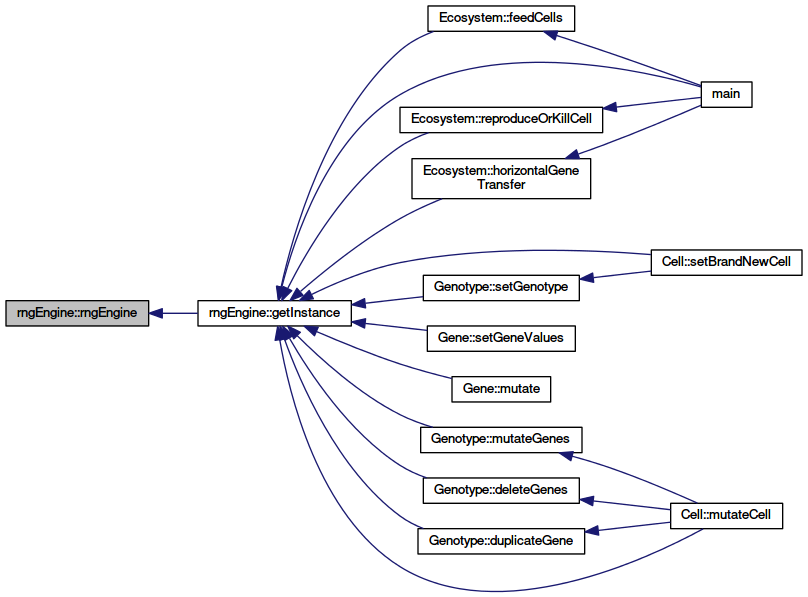 Ecosystem::feedCells
main
Ecosystem::reproduceOrKillCell
Ecosystem::horizontalGene
Transfer
Cell::setBrandNewCell
Genotype::setGenotype
rngEngine::rngEngine
rngEngine::getInstance
Gene::setGeneValues
Gene::mutate
Genotype::mutateGenes
Genotype::deleteGenes
Cell::mutateCell
Genotype::duplicateGene